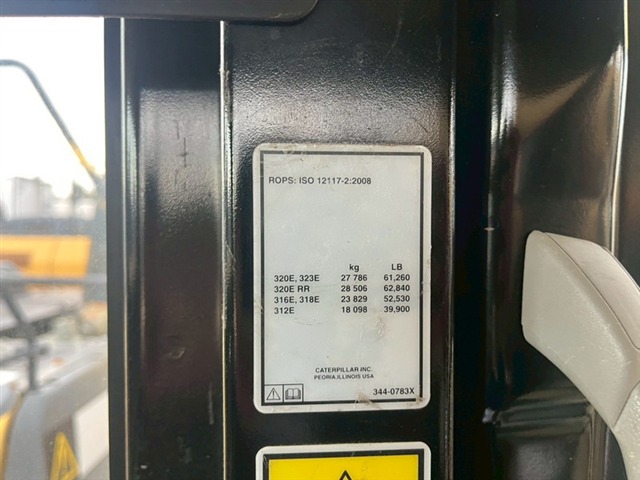 ROPS: ISO 12117-2:2008
kg LB
320E, 323E 27 786 61,260
320E RR 28 506 62,840
316E, 318E 23 829 52,530
312E 18 098 39,900
CATERPILLAR INC.
PEORIA,ILLINOIS USA
344-0783X